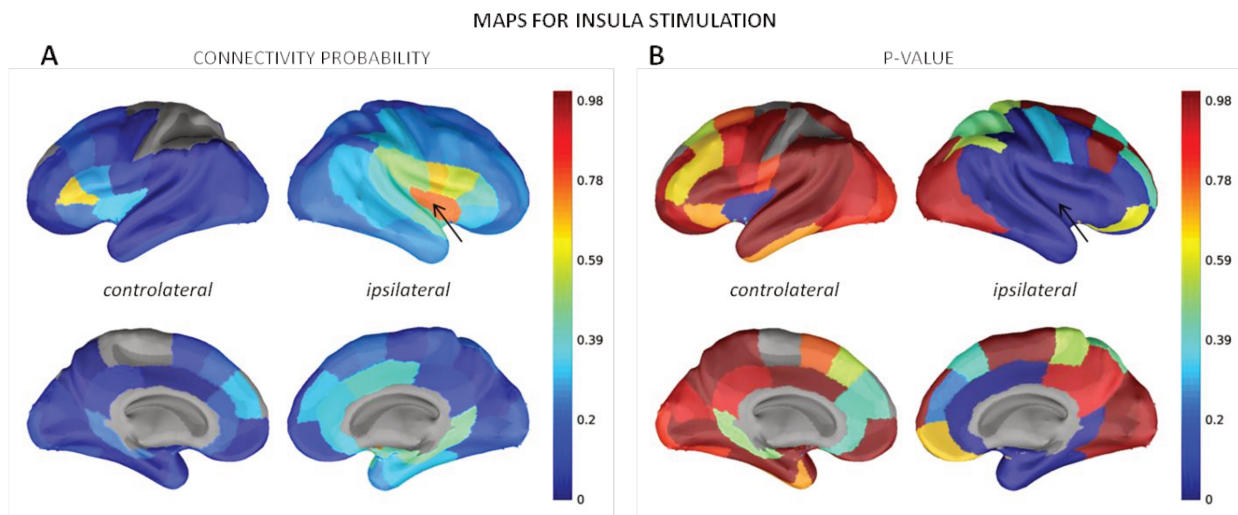 MAPS FOR INSULA STIMULATION
A
CONNECTIVITY PROBABILITY
B
P-VALUE
0.98
0.78
0.59
0.39
0.2
0
controlateral
ipsilateral
0.98
0.78
0.59
0.39
0.2
0
controlateral
ipsilateral